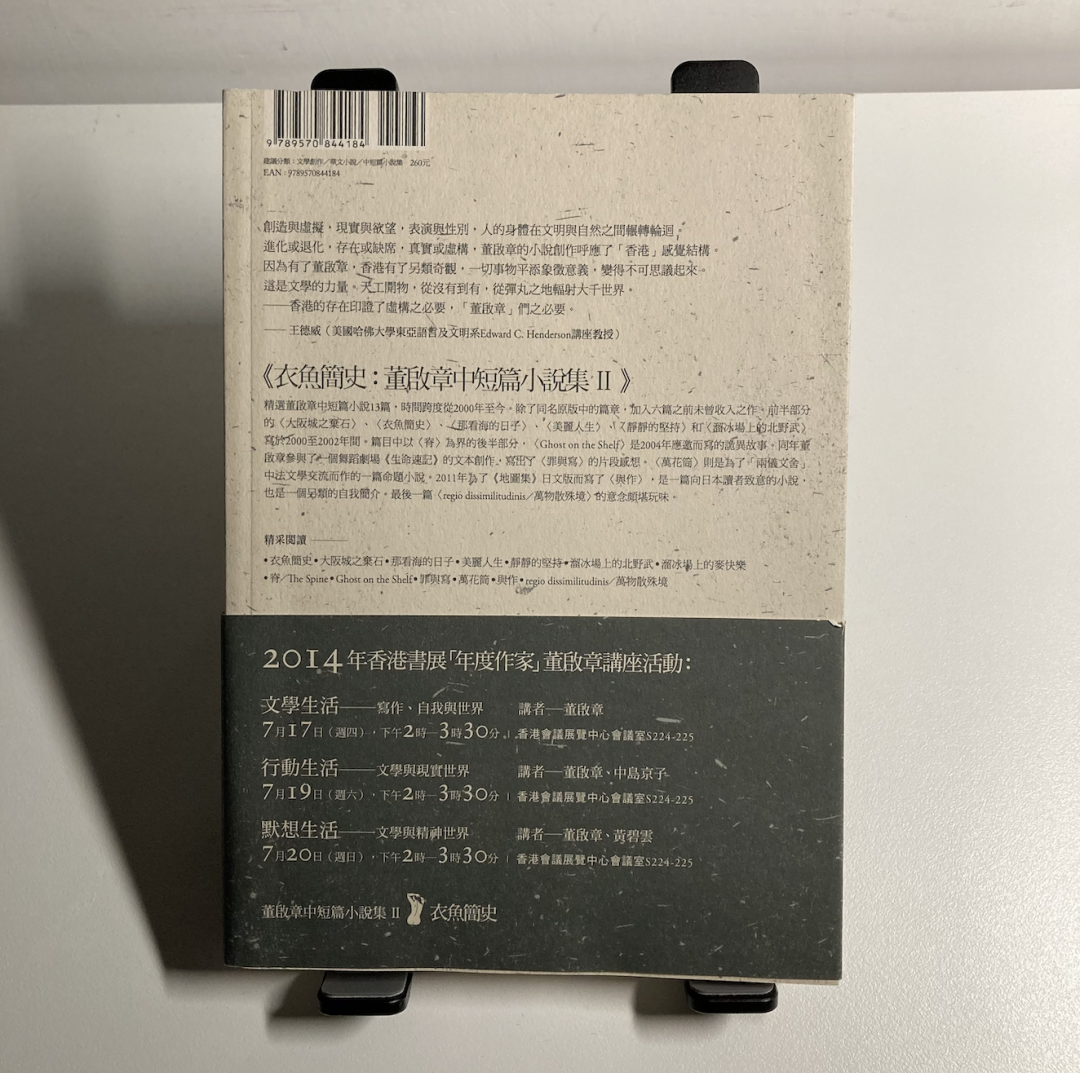 9 789570 844184
建議分類：文學創作／華文小說／中短篇小說集　260元
EAN：9789570844184
創造與虛擬，現實與欲望，表演與性別，人的身體在文明與自然之間輾轉輪迴。
進化或退化，存在或缺席，真實或虛構，董啟章的小說創作呼應了「香港」感覺結構。
因為有了董啟章，香港有了另類奇觀，一切事物平添象徵意義，變得不可思議起來。
這是文學的力量。天工開物，從沒有到有，從彈丸之地輻射大千世界。
——香港的存在印證了虛構之必要，「董啟章」們之必要。
——王德威（美國哈佛大學東亞語言及文明系Edward C. Henderson講座教授）
《衣魚簡史：董啟章中短篇小說集 II 》
精選董啟章中短篇小說13篇，時間跨度從2000年至今。除了同名原版中的篇章，加入六篇之前未曾收入之作。前半部分
的〈大阪城之棄石〉、〈衣魚簡史〉、〈那看海的日子〉、〈美麗人生〉、〈靜靜的堅持〉和〈溜冰場上的北野武〉
寫於2000至2002年間。篇目中以〈脊〉為界的後半部分，〈Ghost on the Shelf〉是2004年應邀而寫的詭異故事。同年董
啟章參與了一個舞蹈劇場《生命速記》的文本創作，寫出了〈罪與寫〉的片段感想。〈萬花筒〉則是為了「兩儀文舍」
中法文學交流而作的一篇命題小說。2011年為了《地圖集》日文版而寫了〈與作〉，是一篇向日本讀者致意的小說，
也是一個另類的自我簡介。最後一篇〈regio dissimilitudinis／萬物散殊境〉的意念頗堪玩味。
精采閱讀 ———
•衣魚簡史•大阪城之棄石•那看海的日子•美麗人生•靜靜的堅持•溜冰場上的北野武•溜冰場上的麥快樂
•脊／The Spine•Ghost on the Shelf•罪與寫•萬花筒•與作•regio dissimilitudinis／萬物散殊境
2014年香港書展「年度作家」董啟章講座活動：
文學生活——寫作、自我與世界　講者—董啟章
7月17日（週四），下午2時—3時30分 | 香港會議展覽中心會議室S224-225
行動生活——文學與現實世界　講者—董啟章、中島京子
7月19日（週六），下午2時—3時30分 | 香港會議展覽中心會議室S224-225
默想生活——文學與精神世界　講者—董啟章、黃碧雲
7月20日（週日），下午2時—3時30分 | 香港會議展覽中心會議室S224-225
董啟章中短篇小說集 II 衣魚簡史